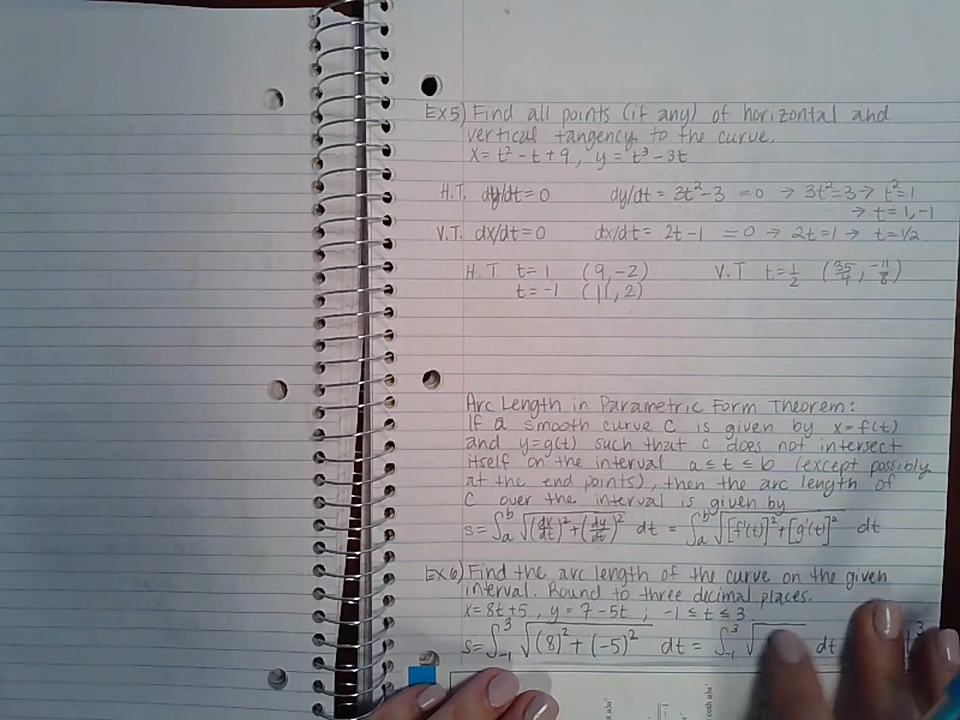 Ex5) Find all points (if any) of horizontal and
vertical tangency to the curve.
x = t² - t + 9, y = t³ - 3t
H.T. dy/dt = 0 dy/dt = 3t² - 3 = 0 → 3t² = 3 → t² = 1
→ t = 1, -1
V.T. dx/dt = 0 dx/dt = 2t - 1 = 0 → 2t = 1 → t = 1/2
H.T. t = 1 (9, -2) V.T t = 1/2 (35/4, -11/8)
t = -1 (11, 2)
Arc Length in Parametric Form Theorem:
If a smooth curve C is given by x = f(t)
and y = g(t) such that C does not intersect
itself on the interval a ≤ t ≤ b (except possibly
at the end points), then the arc length of
C over the interval is given by
s = ∫_a^b √((dx/dt)² + (dy/dt)²) dt = ∫_a^b √([f'(t)]² + [g'(t)]²) dt
Ex6) Find the arc length of the curve on the given
interval. Round to three decimal places.
x = 8t + 5, y = 7 - 5t ; -1 ≤ t ≤ 3
s = ∫_-1^3 √((8)² + (-5)²) dt = ∫_-1^3 √ dt